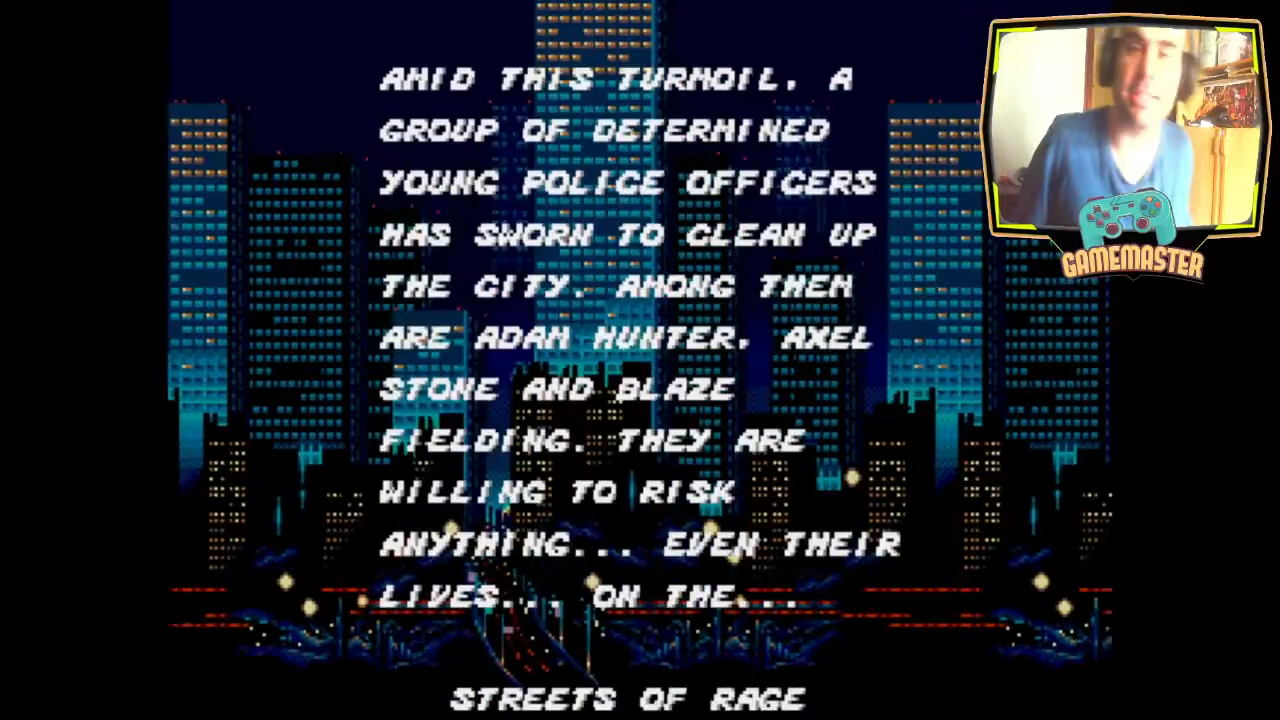 AMID THIS TURMOIL, A
GROUP OF DETERMINED
YOUNG POLICE OFFICERS
HAS SWORN TO CLEAN UP
THE CITY. AMONG THEM
ARE ADAM HUNTER, AXEL
STONE AND BLAZE
FIELDING. THEY ARE
WILLING TO RISK
ANYTHING... EVEN THEIR
LIVES... ON THE...
STREETS OF RAGE
GAMEMASTER